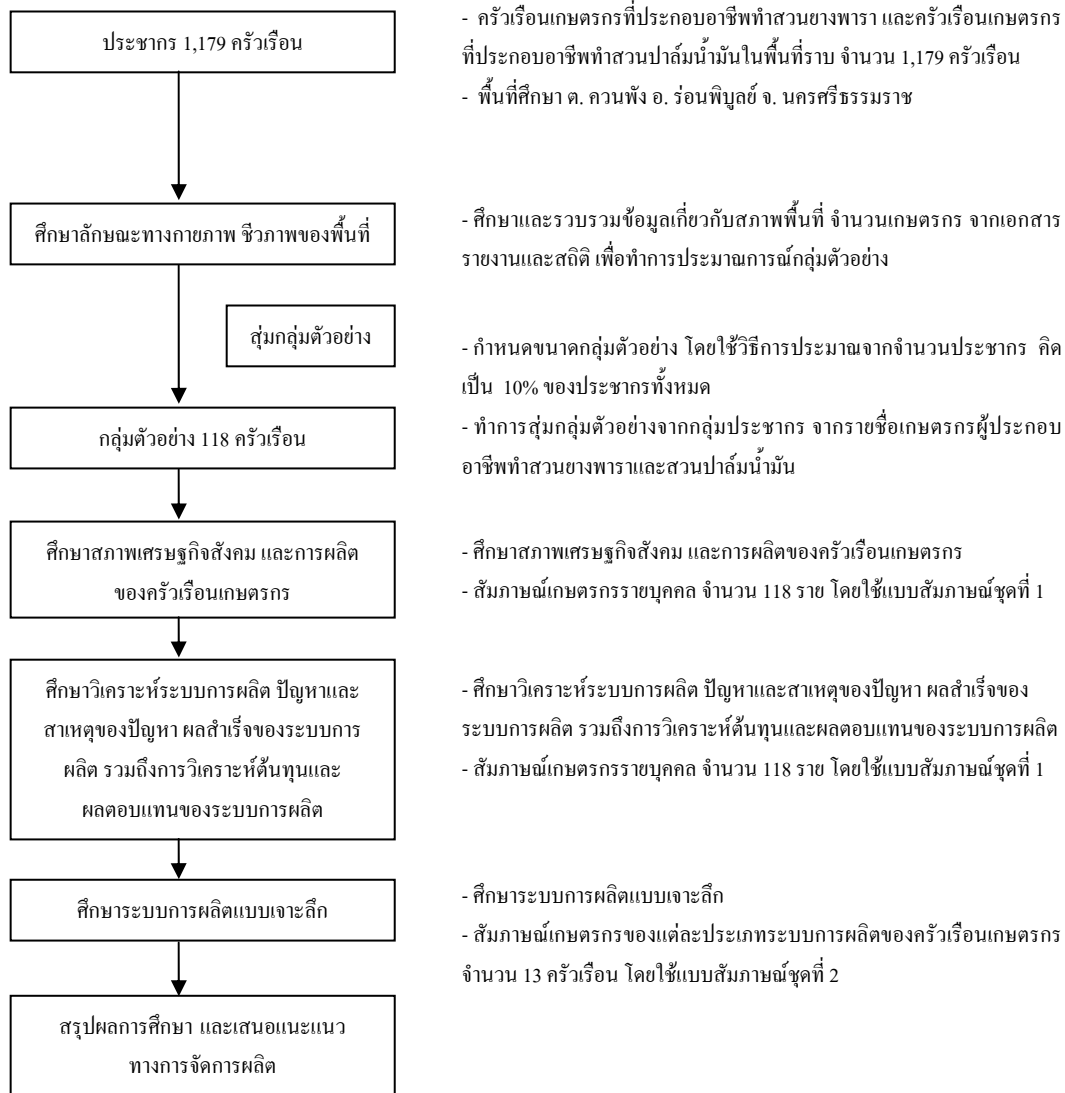 ประชากร 1,179 ครัวเรือน
- ครัวเรือนเกษตรกรที่ประกอบอาชีพทำสวนยางพารา และครัวเรือนเกษตรกร
ที่ประกอบอาชีพทำสวนปาล์มน้ำมันในพื้นที่ราบ จำนวน 1,179 ครัวเรือน
- พื้นที่ศึกษา ต. ควนพัง อ. ร่อนพิบูลย์ จ. นครศรีธรรมราช
ศึกษาลักษณะทางกายภาพ ชีวภาพของพื้นที่
- ศึกษาและรวบรวมข้อมูลเกี่ยวกับสภาพพื้นที่ จำนวนเกษตรกร จากเอกสาร
รายงานและสถิติ เพื่อทำการประมาณการณ์กลุ่มตัวอย่าง
สุ่มกลุ่มตัวอย่าง
- กำหนดขนาดกลุ่มตัวอย่าง โดยใช้วิธีการประมาณจากจำนวนประชากร คิด
เป็น 10% ของประชากรทั้งหมด
กลุ่มตัวอย่าง 118 ครัวเรือน
- ทำการสุ่มกลุ่มตัวอย่างจากกลุ่มประชากร จากรายชื่อเกษตรกรผู้ประกอบ
อาชีพทำสวนยางพาราและสวนปาล์มน้ำมัน
ศึกษาสภาพเศรษฐกิจสังคม และการผลิต
ของครัวเรือนเกษตรกร
- ศึกษาสภาพเศรษฐกิจสังคม และการผลิตของครัวเรือนเกษตรกร
- สัมภาษณ์เกษตรกรรายบุคคล จำนวน 118 ราย โดยใช้แบบสัมภาษณ์ชุดที่ 1
ศึกษาวิเคราะห์ระบบการผลิต ปัญหาและ
สาเหตุของปัญหา ผลสำเร็จของระบบการ
ผลิต รวมถึงการวิเคราะห์ต้นทุนและ
ผลตอบแทนของระบบการผลิต
- ศึกษาวิเคราะห์ระบบการผลิต ปัญหาและสาเหตุของปัญหา ผลสำเร็จของ
ระบบการผลิต รวมถึงการวิเคราะห์ต้นทุนและผลตอบแทนของระบบการผลิต
- สัมภาษณ์เกษตรกรรายบุคคล จำนวน 118 ราย โดยใช้แบบสัมภาษณ์ชุดที่ 1
ศึกษาระบบการผลิตแบบเจาะลึก
- ศึกษาระบบการผลิตแบบเจาะลึก
- สัมภาษณ์เกษตรกรของแต่ละประเภทระบบการผลิตของครัวเรือนเกษตรกร
จำนวน 13 ครัวเรือน โดยใช้แบบสัมภาษณ์ชุดที่ 2
สรุปผลการศึกษา และเสนอแนะแนว
ทางการจัดการผลิต